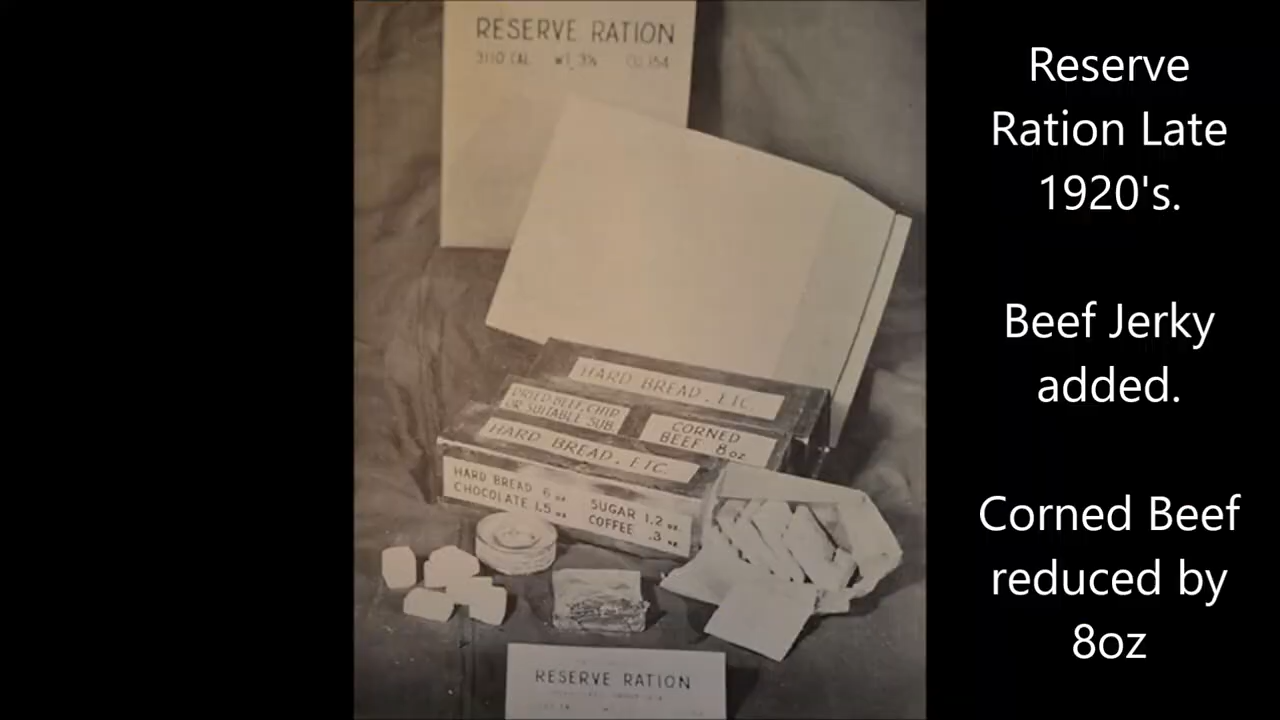 RESERVE RATION
3110 CAL
HARD BREAD, ETC.
DRIED BEEF, CHIP
OR SUITABLE SUB.
CORNED
BEEF 8oz
HARD BREAD, ETC.
HARD BREAD 6 oz
SUGAR 1.2 oz.
CHOCOLATE 1.5 oz
COFFEE .3 oz
RESERVE RATION
Reserve
Ration Late
1920's.
Beef Jerky
added.
Corned Beef
reduced by
8oz